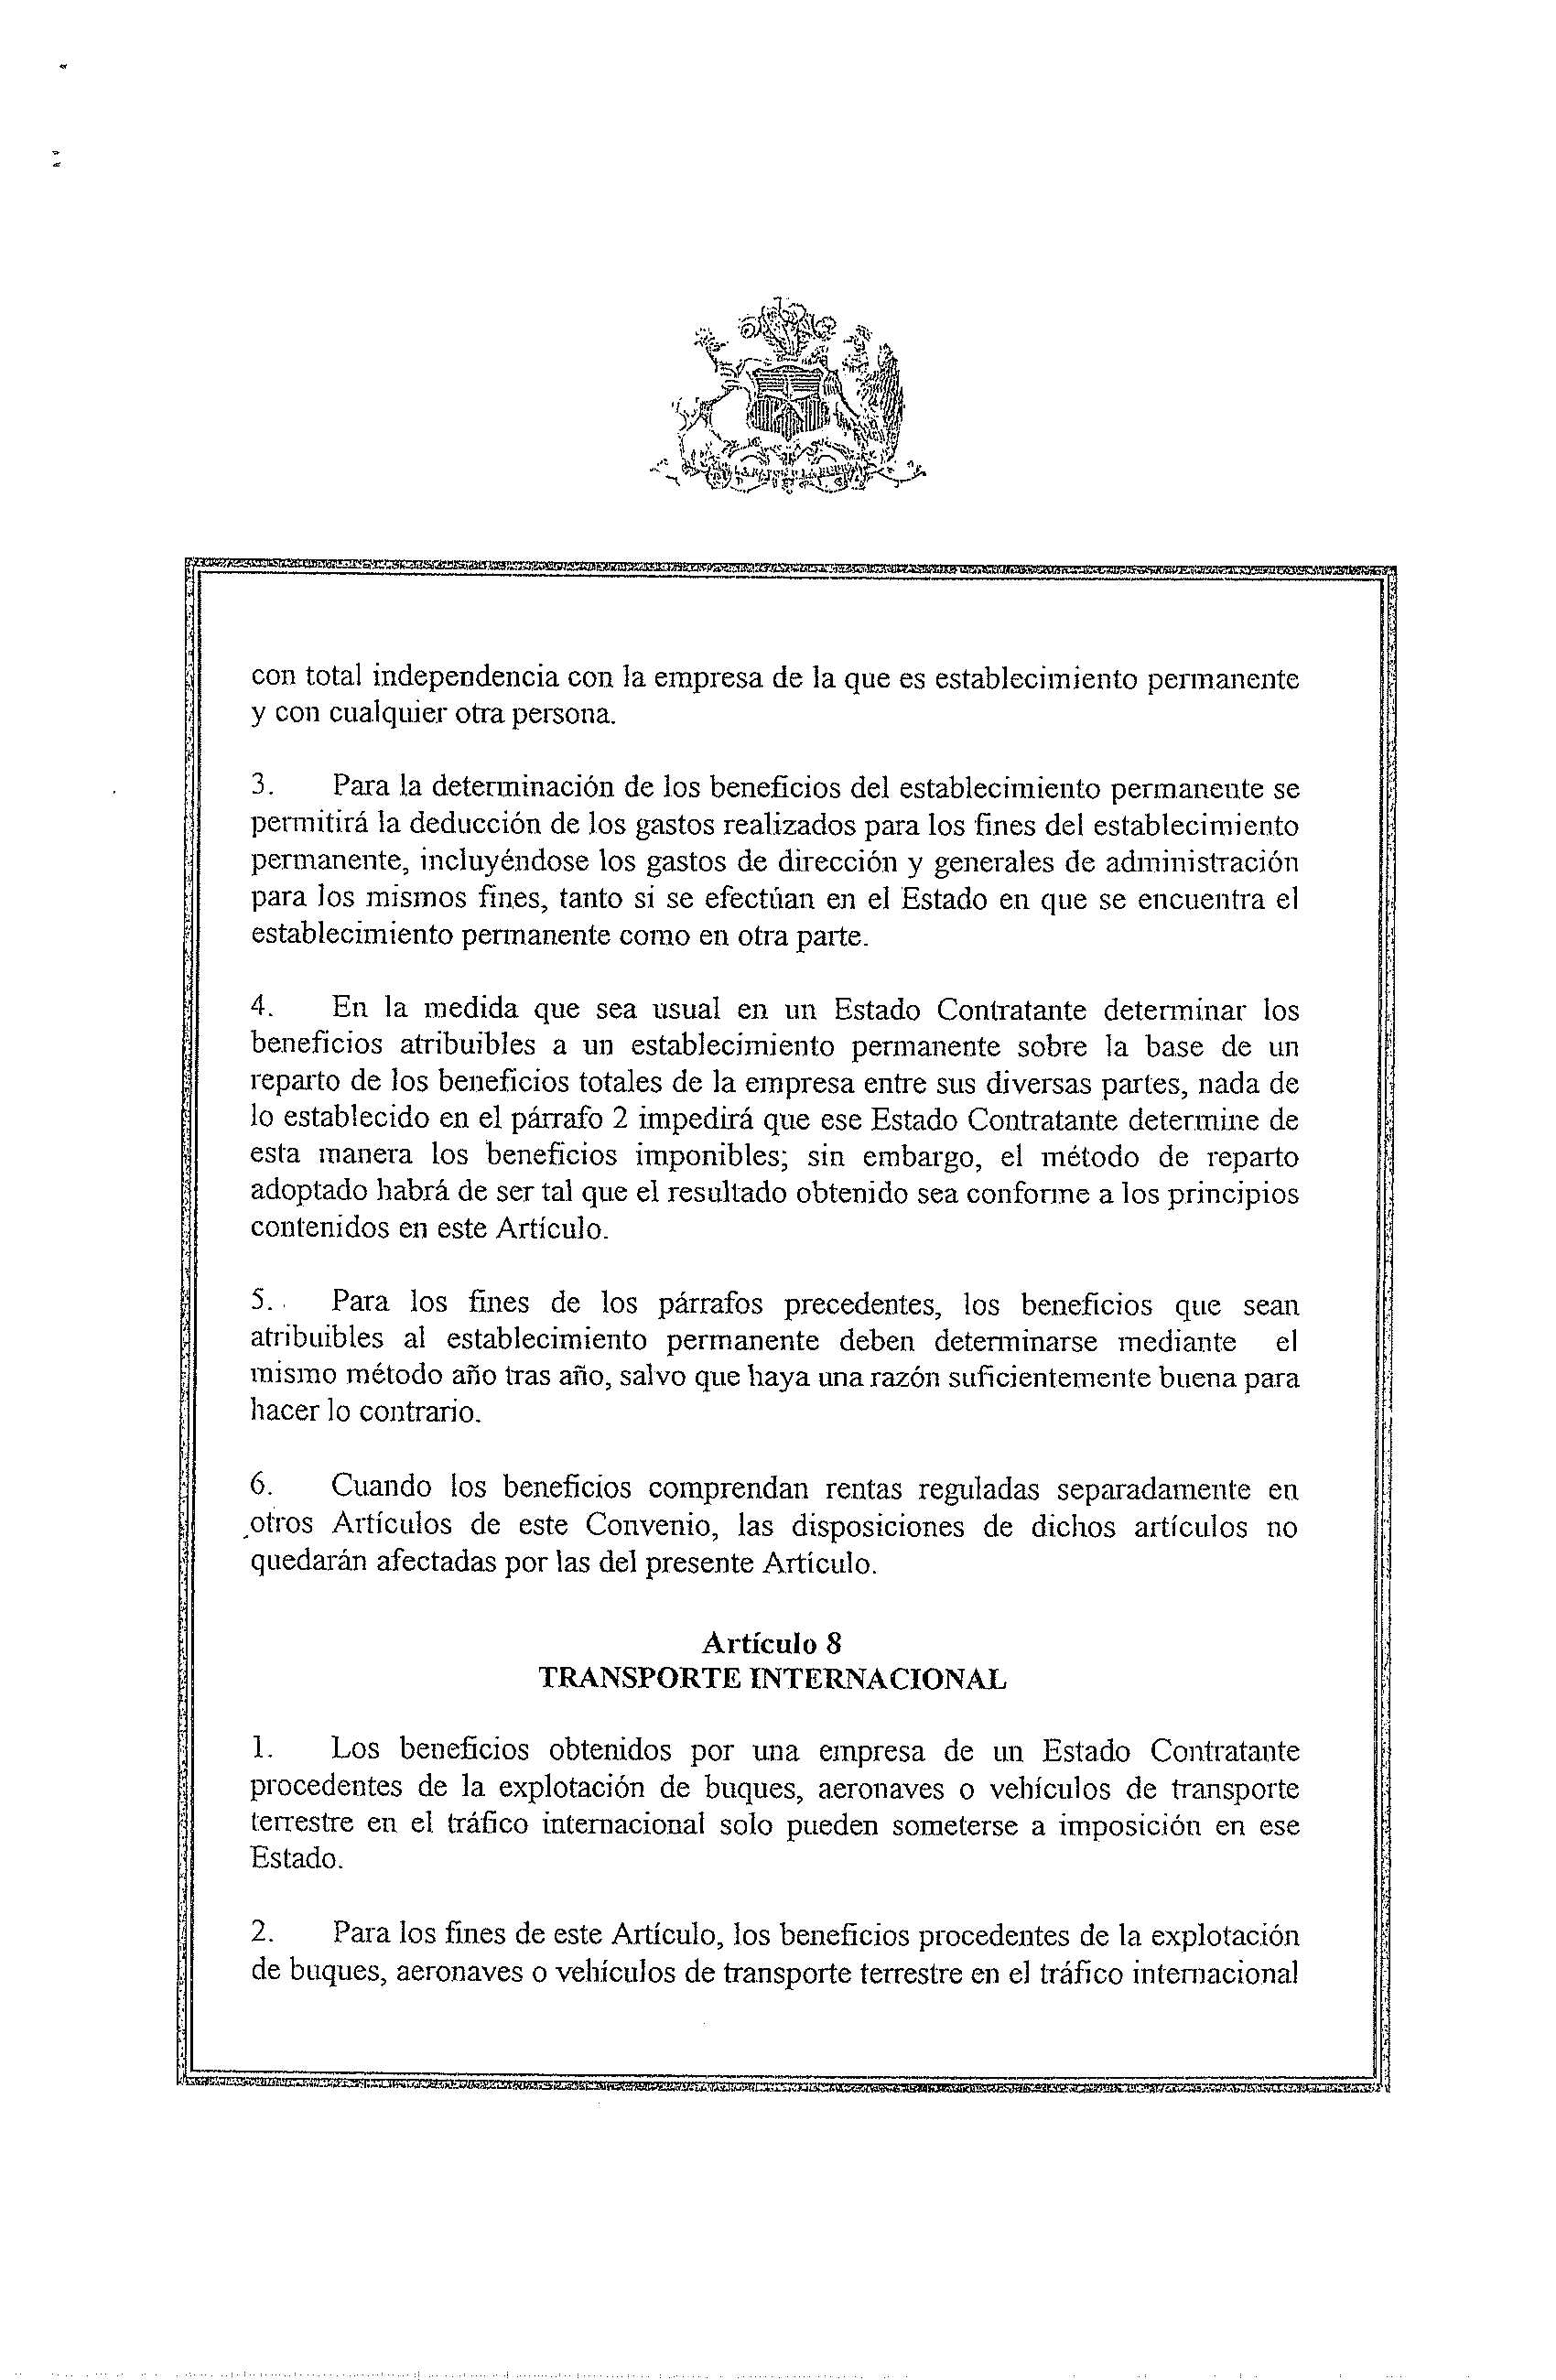 con total independencia con la empresa de la que es establecimiento permanente
y con cualquier otra persona.
3. Para la determinación de los beneficios del establecimiento permanente se
permitirá la deducción de los gastos realizados para los fines del establecimiento
permanente, incluyéndose los gastos de dirección y generales de administración
para los mismos fines, tanto si se efectúan en el Estado en que se encuentra el
establecimiento permanente como en otra parte.
4. En la medida que sea usual en un Estado Contratante determinar los
beneficios atribuibles a un establecimiento permanente sobre la base de un
reparto de los beneficios totales de la empresa entre sus diversas partes, nada de
lo establecido en el párrafo 2 impedirá que ese Estado Contratante determine de
esta manera los beneficios imponibles; sin embargo, el método de reparto
adoptado habrá de ser tal que el resultado obtenido sea conforme a los principios
contenidos en este Artículo.
5. Para los fines de los párrafos precedentes, los beneficios que sean
atribuibles al establecimiento permanente deben determinarse mediante el
mismo método año tras año, salvo que haya una razón suficientemente buena para
hacer lo contrario.
6. Cuando los beneficios comprendan rentas reguladas separadamente en
otros Artículos de este Convenio, las disposiciones de dichos artículos no
quedarán afectadas por las del presente Artículo.
Artículo 8
TRANSPORTE INTERNACIONAL
1. Los beneficios obtenidos por una empresa de un Estado Contratante
procedentes de la explotación de buques, aeronaves o vehículos de transporte
terrestre en el tráfico internacional solo pueden someterse a imposición en ese
Estado.
2. Para los fines de este Artículo, los beneficios procedentes de la explotación
de buques, aeronaves o vehículos de transporte terrestre en el tráfico internacional